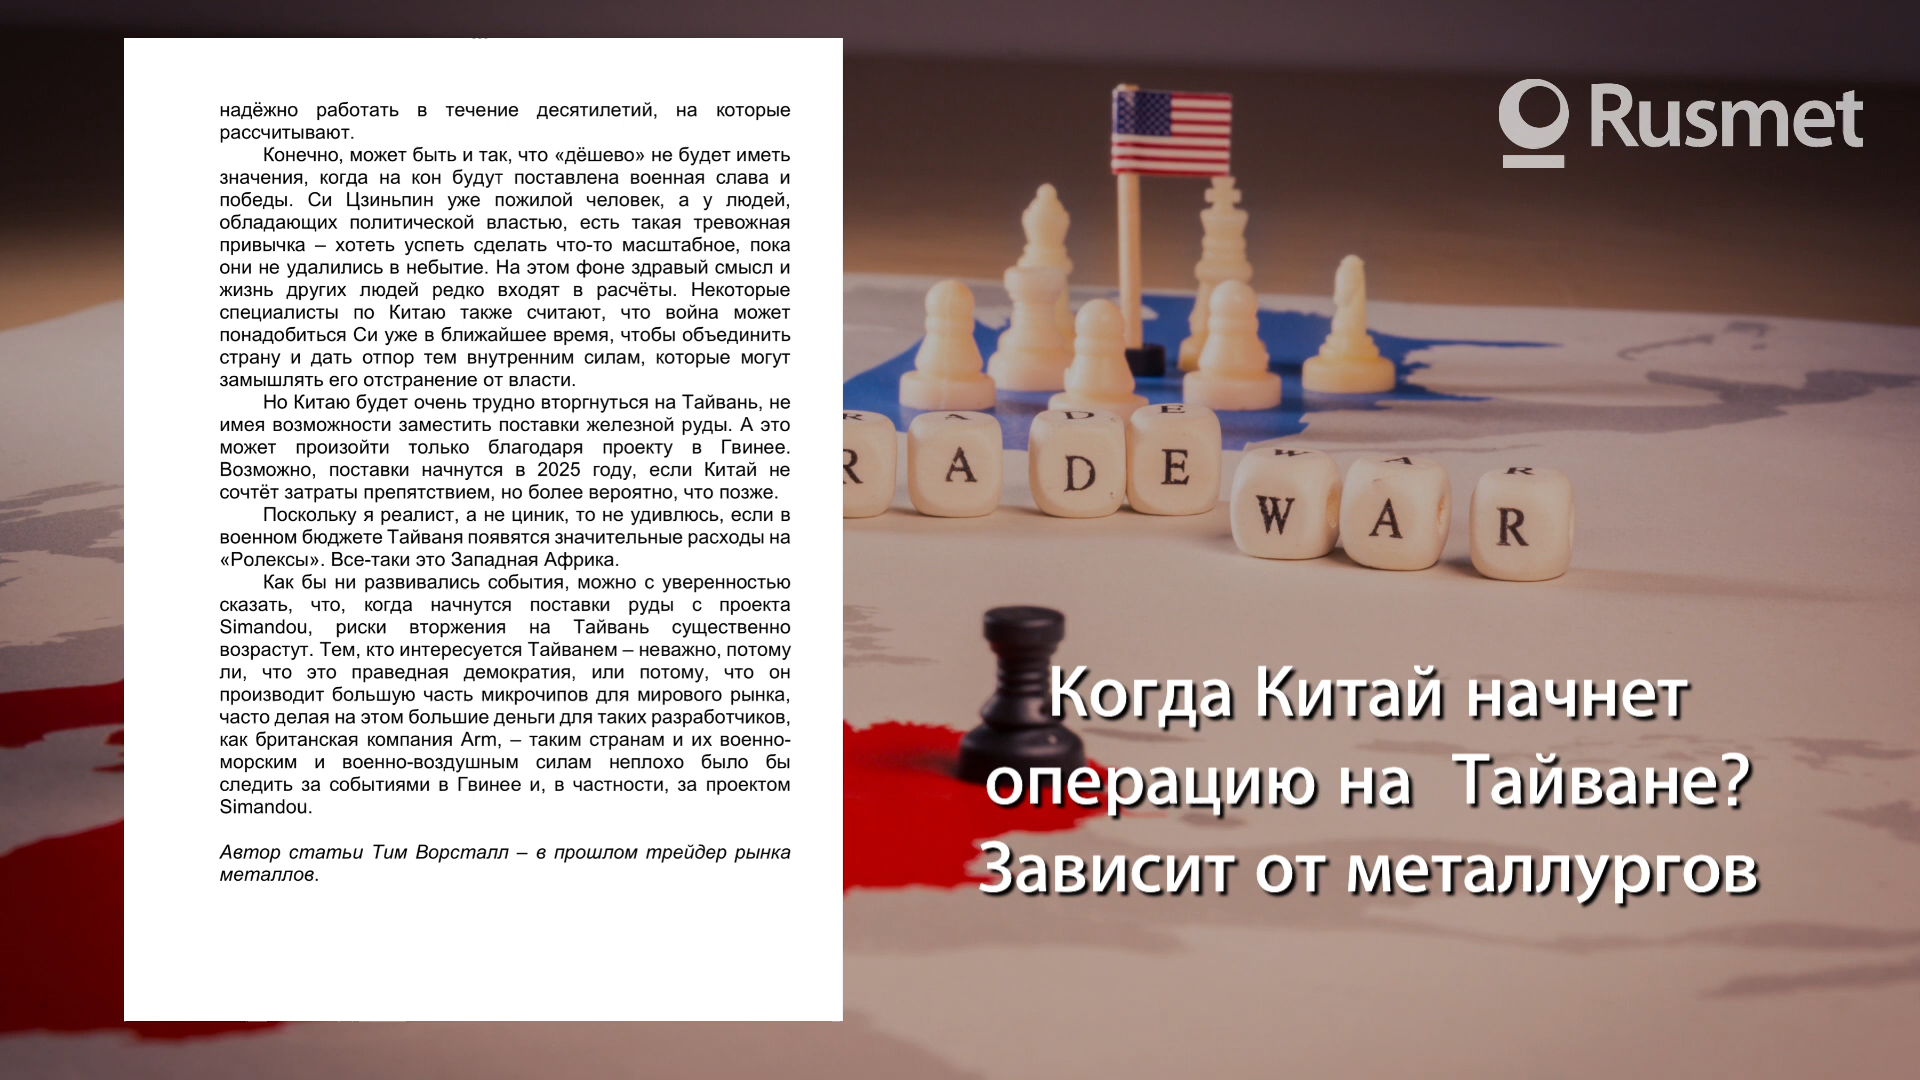 надёжно работать в течение десятилетий, на которые
рассчитывают.
Конечно, может быть и так, что «дёшево» не будет иметь
значения, когда на кон будут поставлена военная слава и
победы. Си Цзиньпин уже пожилой человек, а у людей,
обладающих политической властью, есть такая тревожная
привычка – хотеть успеть сделать что-то масштабное, пока
они не удалились в небытие. На этом фоне здравый смысл и
жизнь других людей редко входят в расчёты. Некоторые
специалисты по Китаю также считают, что война может
понадобиться Си уже в ближайшее время, чтобы объединить
страну и дать отпор тем внутренним силам, которые могут
замышлять его отстранение от власти.
Но Китаю будет очень трудно вторгнуться на Тайвань, не
имея возможности заместить поставки железной руды. А это
может произойти только благодаря проекту в Гвинее.
Возможно, поставки начнутся в 2025 году, если Китай не
сочтёт затраты препятствием, но более вероятно, что позже.
Поскольку я реалист, а не циник, то не удивлюсь, если в
военном бюджете Тайваня появятся значительные расходы на
«Ролексы». Все-таки это Западная Африка.
Как бы ни развивались события, можно с уверенностью
сказать, что, когда начнутся поставки руды с проекта
Simandou, риски вторжения на Тайвань существенно
возрастут. Тем, кто интересуется Тайванем – неважно, потому
ли, что это праведная демократия, или потому, что он
производит большую часть микрочипов для мирового рынка,
часто делая на этом большие деньги для таких разработчиков,
как британская компания Arm, – таким странам и их военно-
морским и военно-воздушным силам неплохо было бы
следить за событиями в Гвинее и, в частности, за проектом
Simandou.
Автор статьи Тим Ворсталл – в прошлом трейдер рынка
металлов.
Rusmet
R A D E
R A D E
W A R
W A R
Когда Китай начнет
операцию на Тайване?
Зависит от металлургов